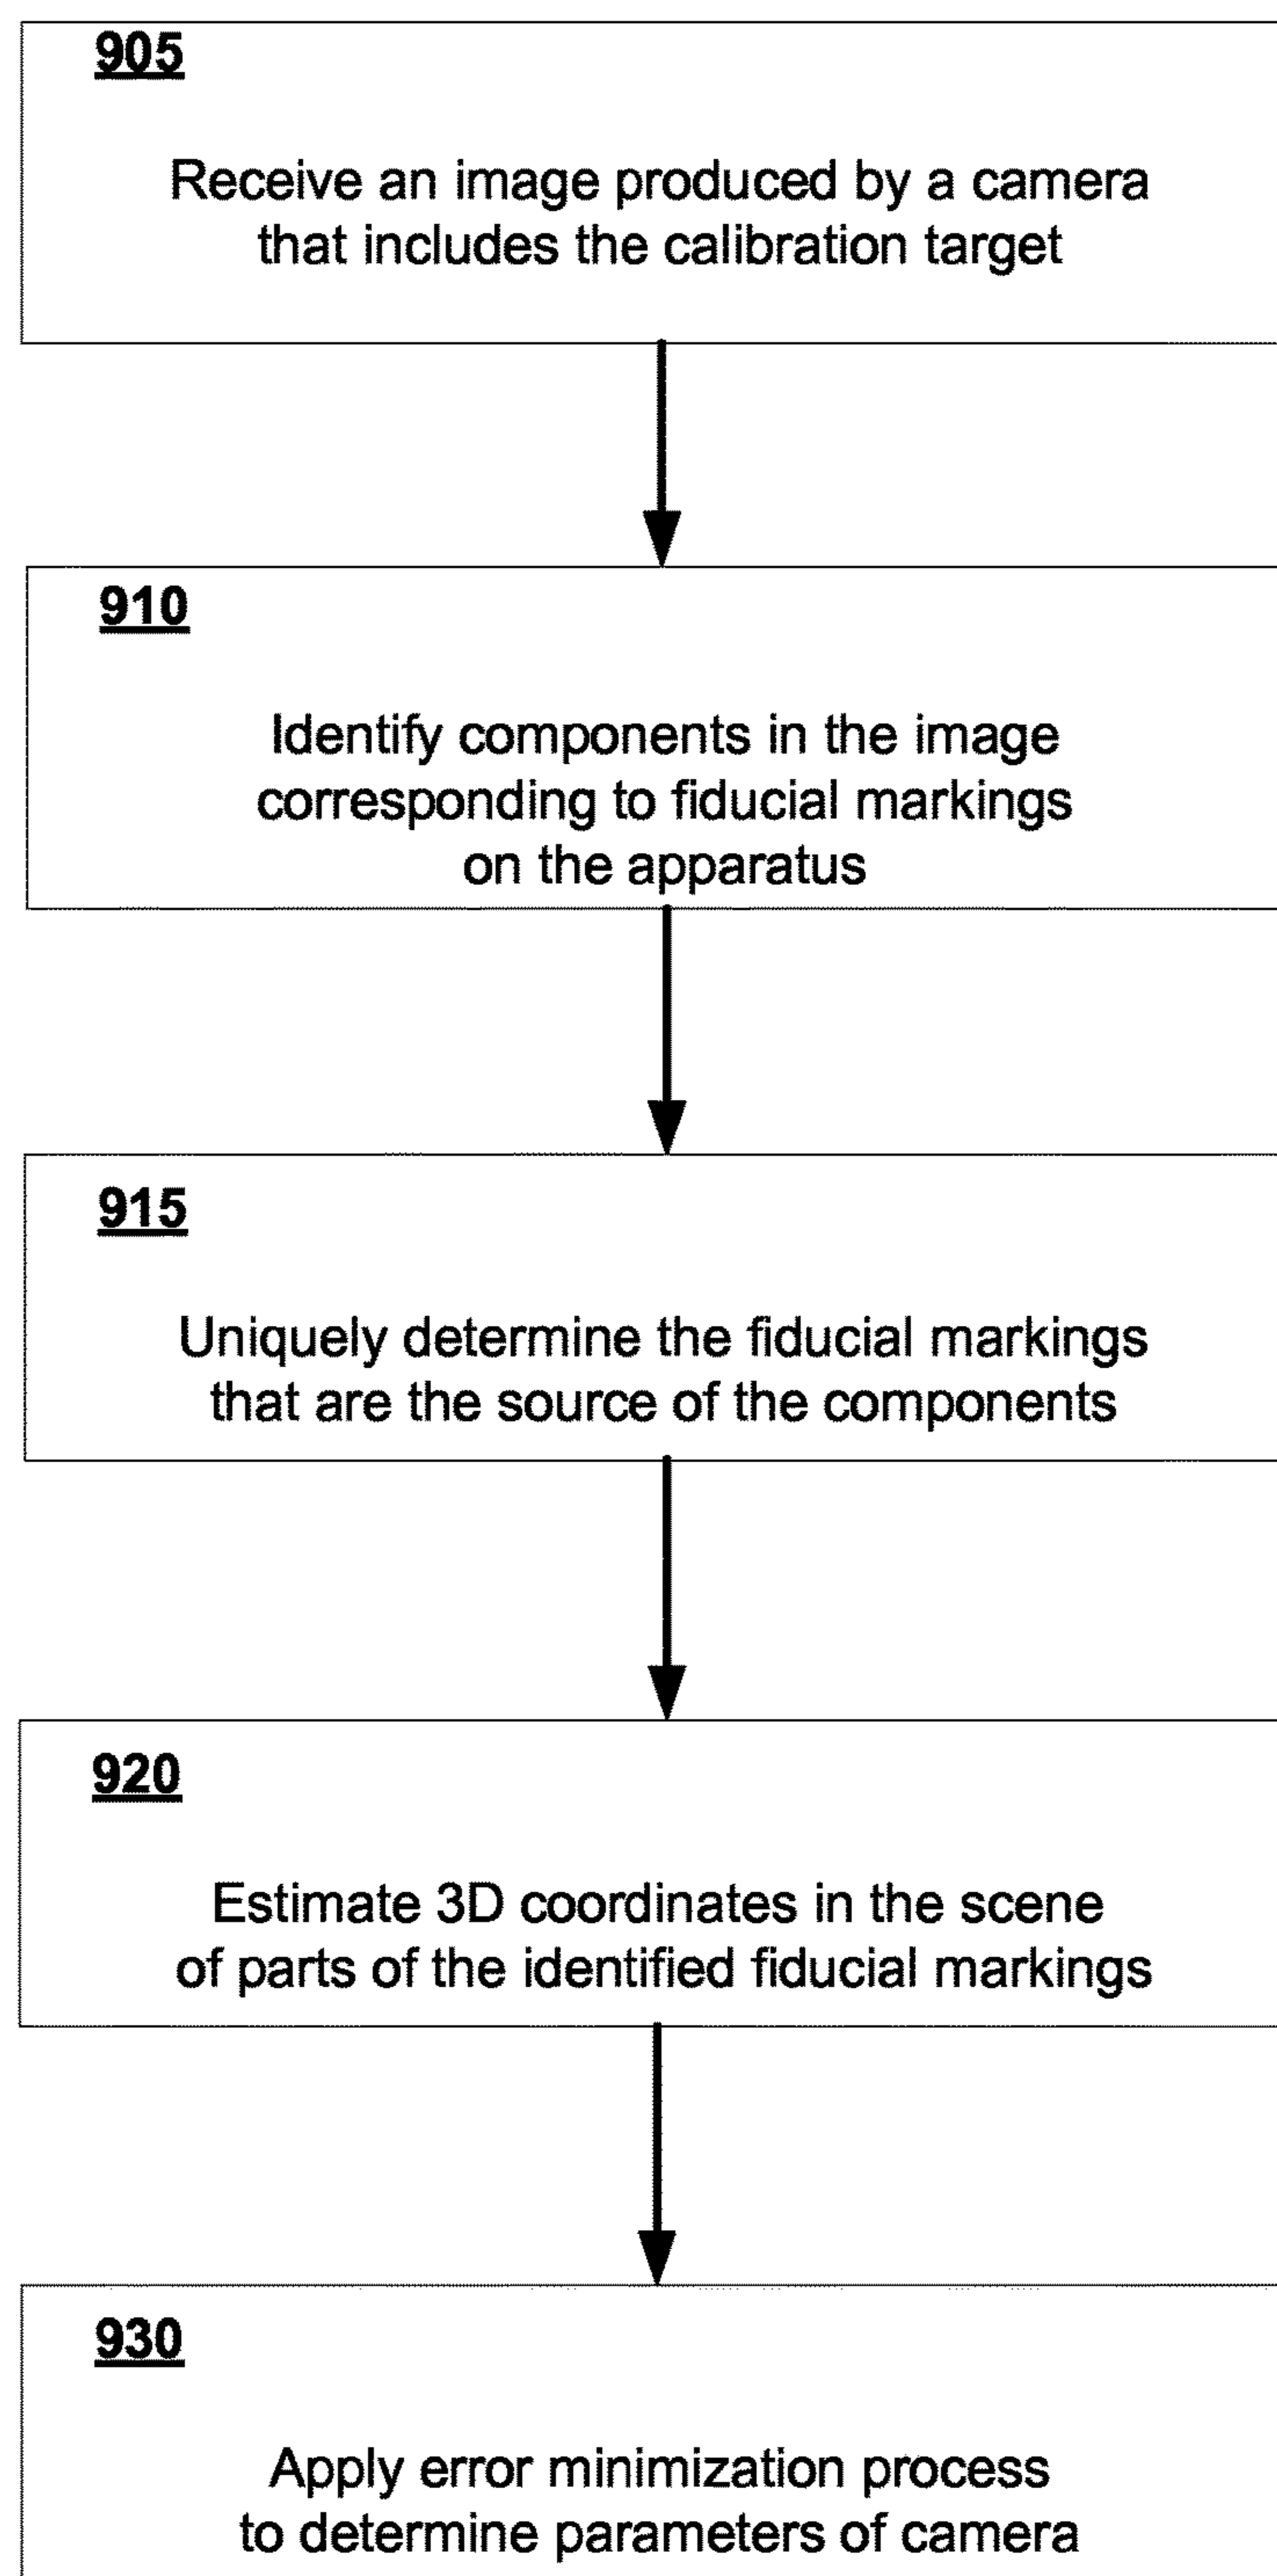 905
Receive an image produced by a camera
that includes the calibration target
910
Identify components in the image
corresponding to fiducial markings
on the apparatus
915
Uniquely determine the fiducial markings
that are the source of the components
920
Estimate 3D coordinates in the scene
of parts of the identified fiducial markings
930
Apply error minimization process
to determine parameters of camera